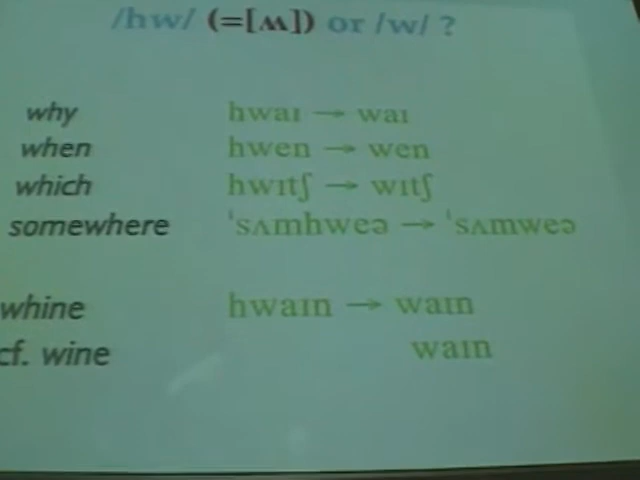 /hw/ (=[ʍ]) or /w/ ?
why hwaɪ → waɪ
when hwen → wen
which hwɪtʃ → wɪtʃ
somewhere ˈsʌmhweə → ˈsʌmweə
whine hwaɪn → waɪn
cf. wine waɪn